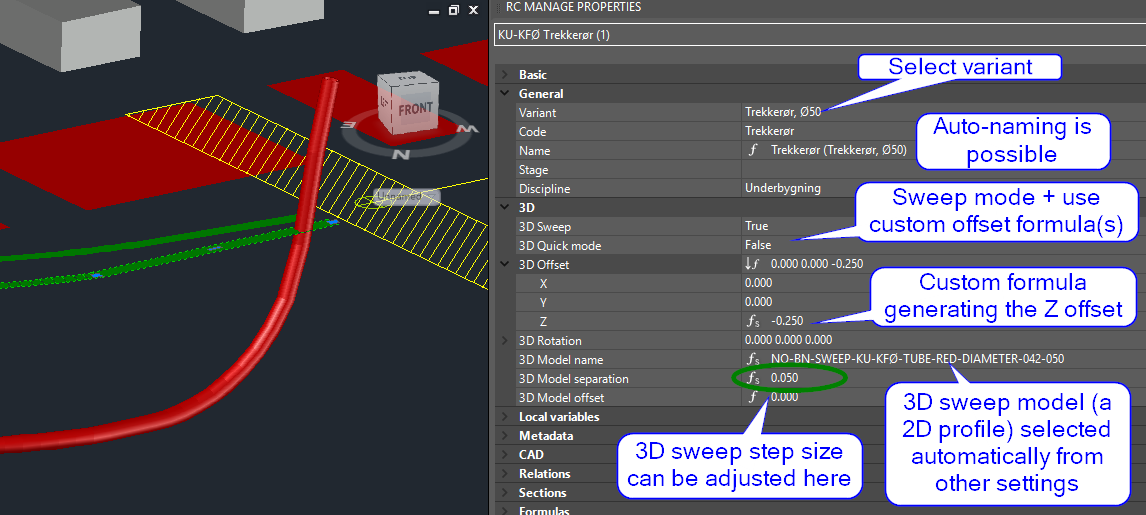 RC MANAGE PROPERTIES
KU-KFØ Trekkerør (1)
Basic
General
Variant Trekkerør, Ø50
Code Trekkerør
Name f Trekkerør (Trekkerør, Ø50)
Stage
Discipline Underbygning
3D
3D Sweep True
3D Quick mode False
3D Offset ↓f 0.000 0.000 -0.250
X 0.000
Y 0.000
Z fs -0.250
3D Rotation 0.000 0.000 0.000
3D Model name fs NO-BN-SWEEP-KU-KFØ-TUBE-RED-DIAMETER-042-050
3D Model separation fs 0.050
3D Model offset f 0.000
Local variables
Metadata
CAD
Relations
Sections
Formulas
Select variant
Auto-naming is
possible
Sweep mode + use
custom offset formula(s)
Custom formula
generating the Z offset
3D sweep model (a
2D profile) selected
automatically from
other settings
3D sweep step size
can be adjusted here
FRONT
N
Unnamed